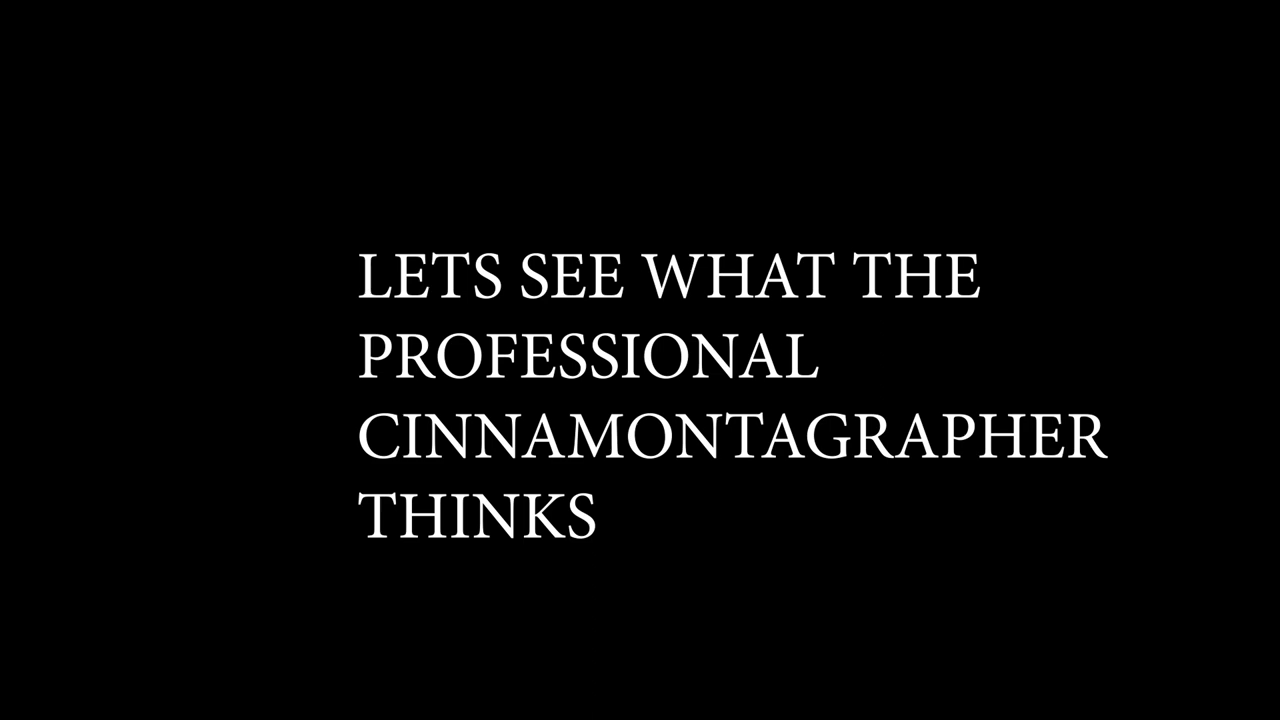 LETS SEE WHAT THE
PROFESSIONAL
CINNAMONTAGRAPHER
THINKS